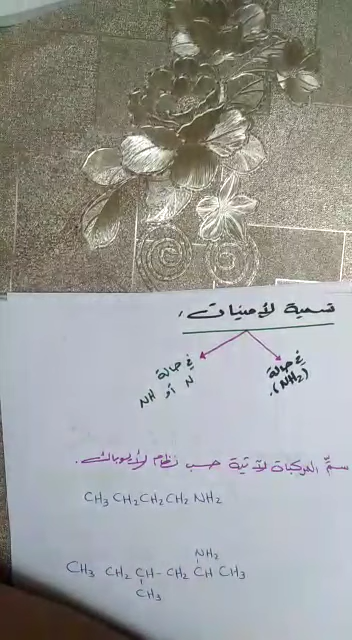 تسمية الأمينات،
في حالة (NH₂).
في حالة N أو NH
سمِّ المركبات الآتية حسب نظام الأيوباك.
CH₃ CH₂CH₂CH₂ NH₂
NH₂
CH₃ CH₂ CH- CH₂ CH CH₃
CH₃